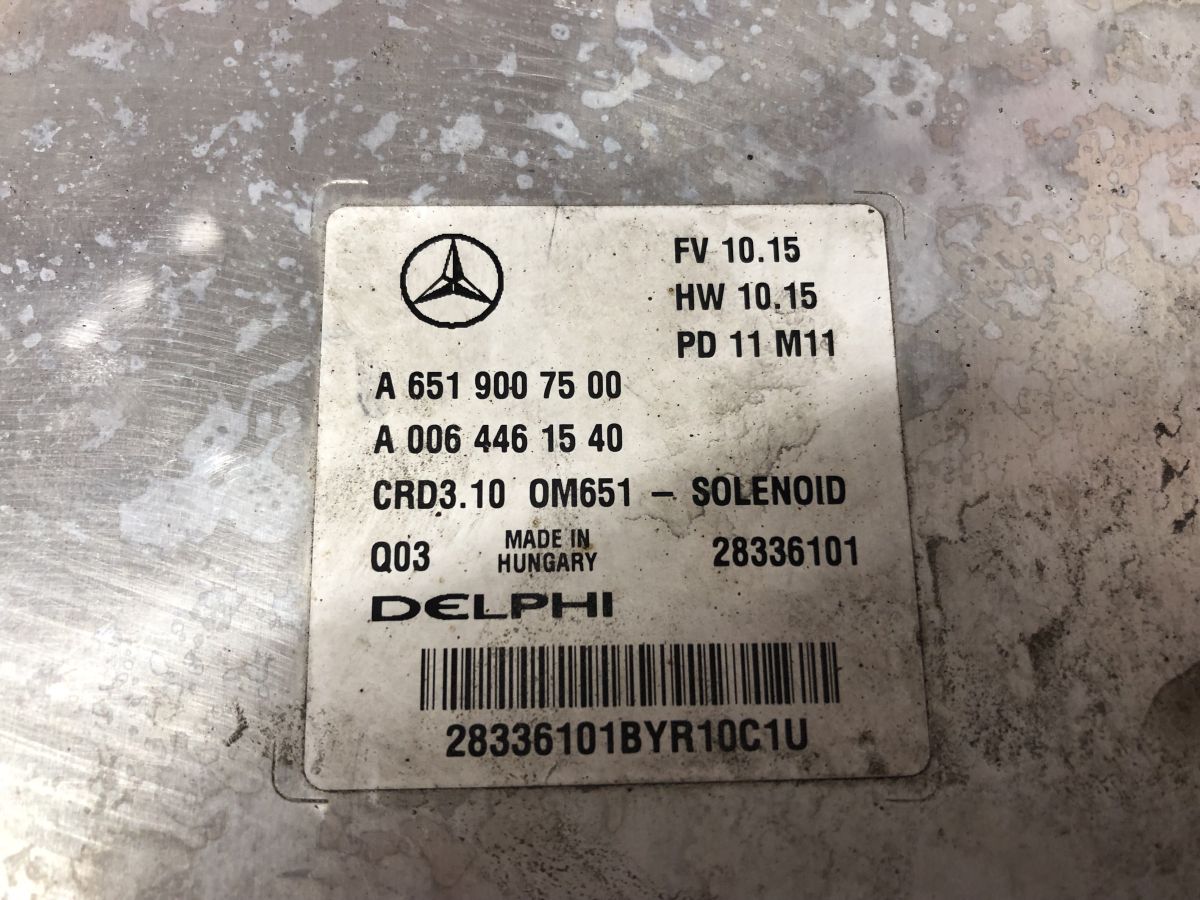 FV 10.15
HW 10.15
PD 11 M11
A 651 900 75 00
A 006 446 15 40
CRD3.10 OM651 – SOLENOID
Q03 MADE IN HUNGARY 28336101
DELPHI
28336101BYR10C1U